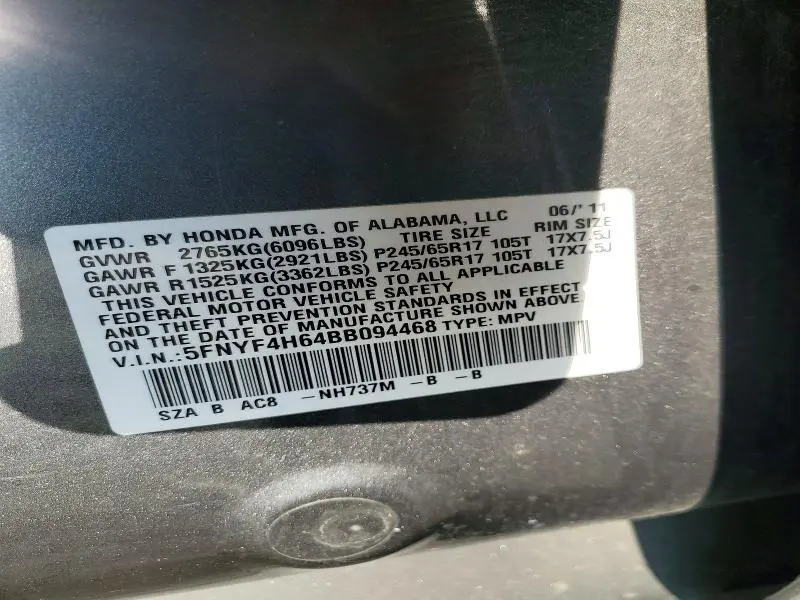 MFD. BY HONDA MFG. OF ALABAMA, LLC 06/'11
GVWR 2765KG(6096LBS) TIRE SIZE RIM SIZE
GAWR F 1325KG(2921LBS) P245/65R17 105T 17X7.5J
GAWR R1525KG(3362LBS) P245/65R17 105T 17X7.5J
THIS VEHICLE CONFORMS TO ALL APPLICABLE
FEDERAL MOTOR VEHICLE SAFETY
AND THEFT PREVENTION STANDARDS IN EFFECT
ON THE DATE OF MANUFACTURE SHOWN ABOVE.
V.I.N.:5FNYF4H64BB094468 TYPE: MPV
SZA B AC8 -NH737M -B -B